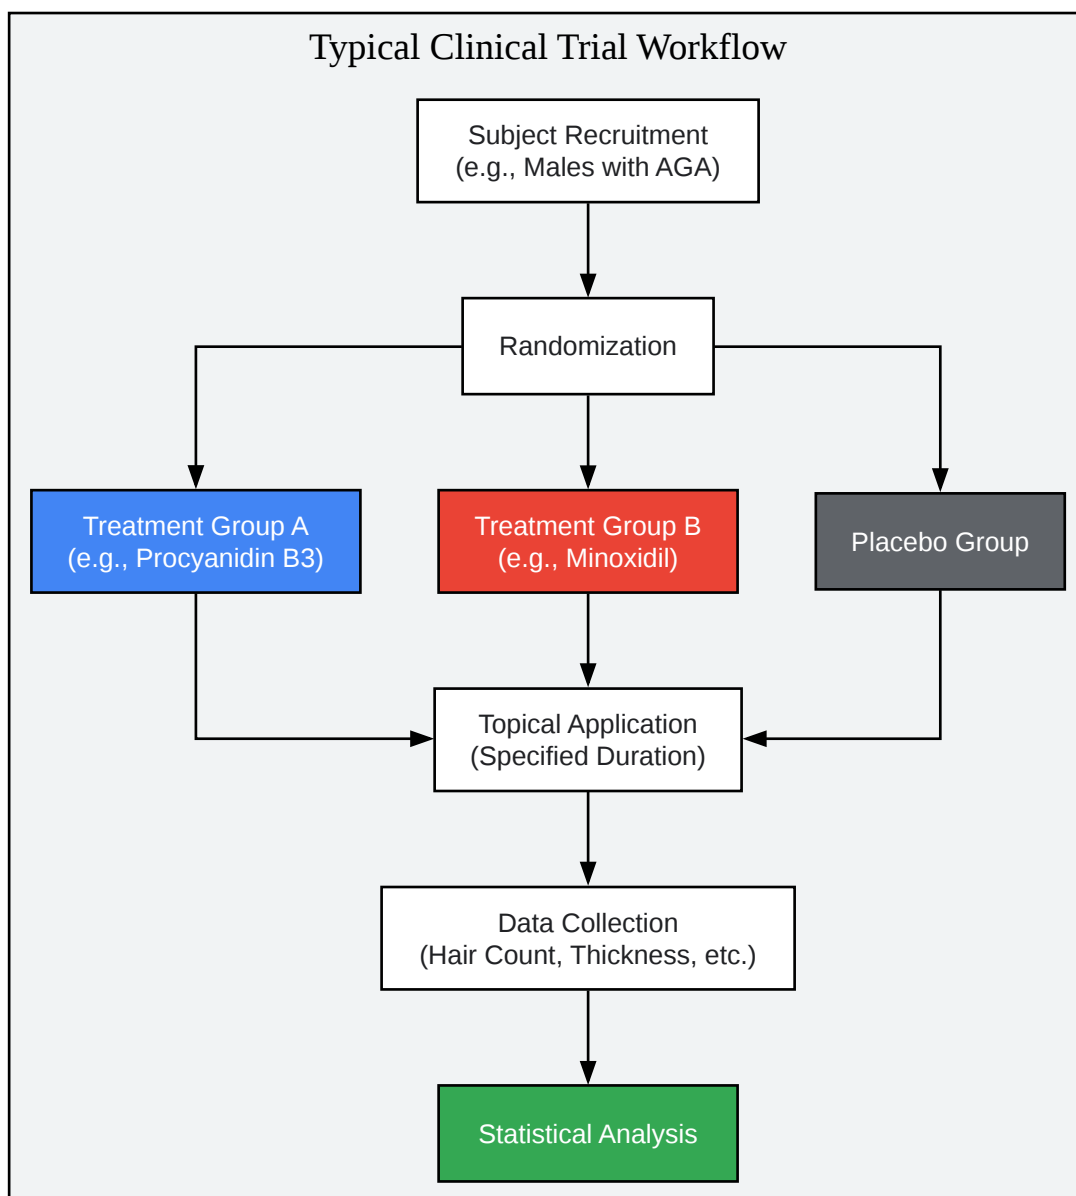 Typical Clinical Trial Workflow
Subject Recruitment
(e.g., Males with AGA)
Randomization
Treatment Group A
(e.g., Procyanidin B3)
Treatment Group B
(e.g., Minoxidil)
Placebo Group
Topical Application
(Specified Duration)
Data Collection
(Hair Count, Thickness, etc.)
Statistical Analysis